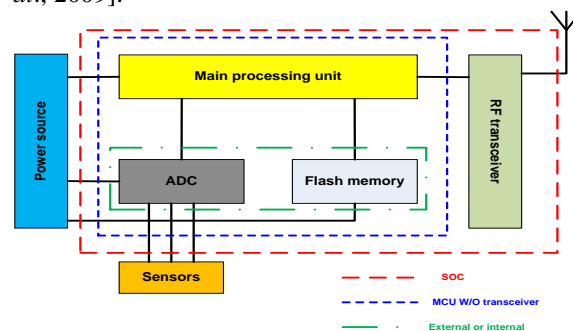 al., 2009].
Main processing unit
Power source
RF transceiver
ADC
Flash memory
Sensors
SOC
MCU W/O transceiver
External or internal